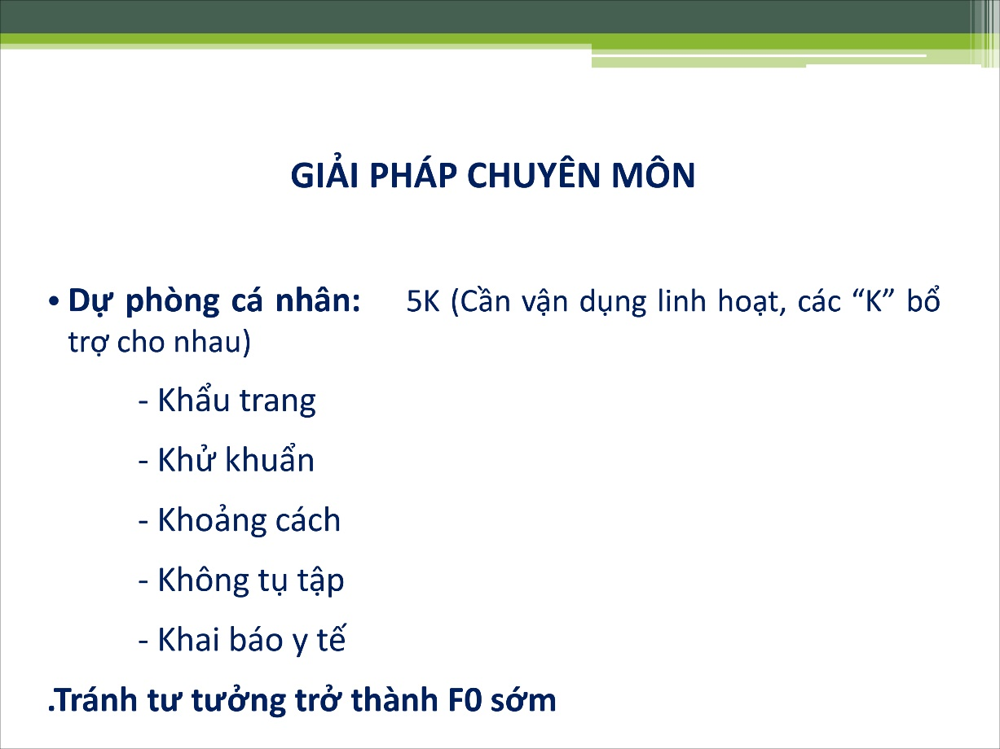 GIẢI PHÁP CHUYÊN MÔN
• Dự phòng cá nhân: 5K (Cần vận dụng linh hoạt, các “K” bổ
trợ cho nhau)
- Khẩu trang
- Khử khuẩn
- Khoảng cách
- Không tụ tập
- Khai báo y tế
.Tránh tư tưởng trở thành F0 sớm